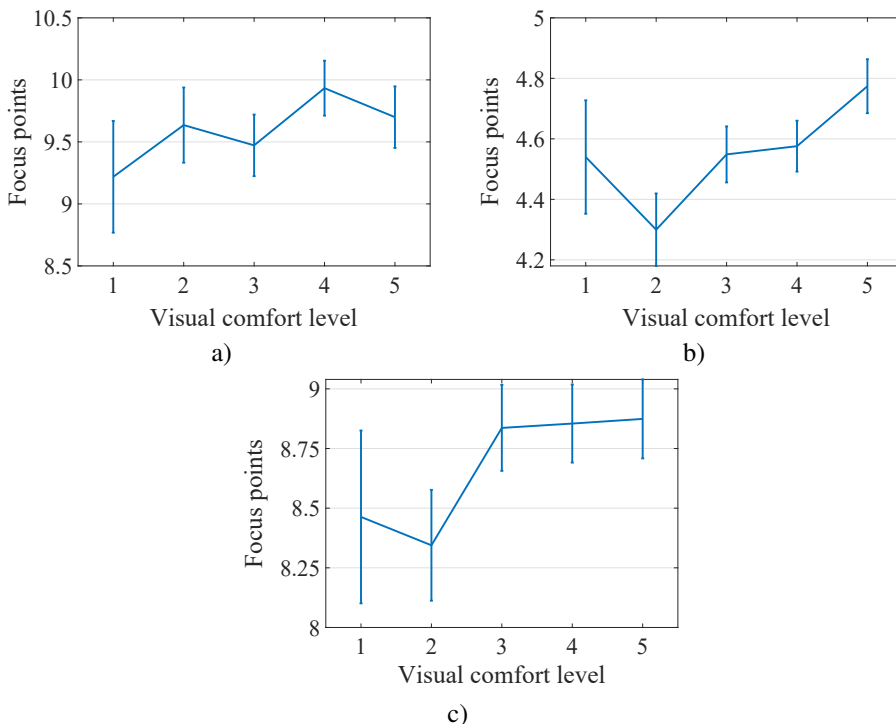 10.5
10
9.5
9
8.5
Focus points
1 2 3 4 5
Visual comfort level
a)
5
4.8
4.6
4.4
4.2
Focus points
1 2 3 4 5
Visual comfort level
b)
9
8.75
8.5
8.25
8
Focus points
1 2 3 4 5
Visual comfort level
c)